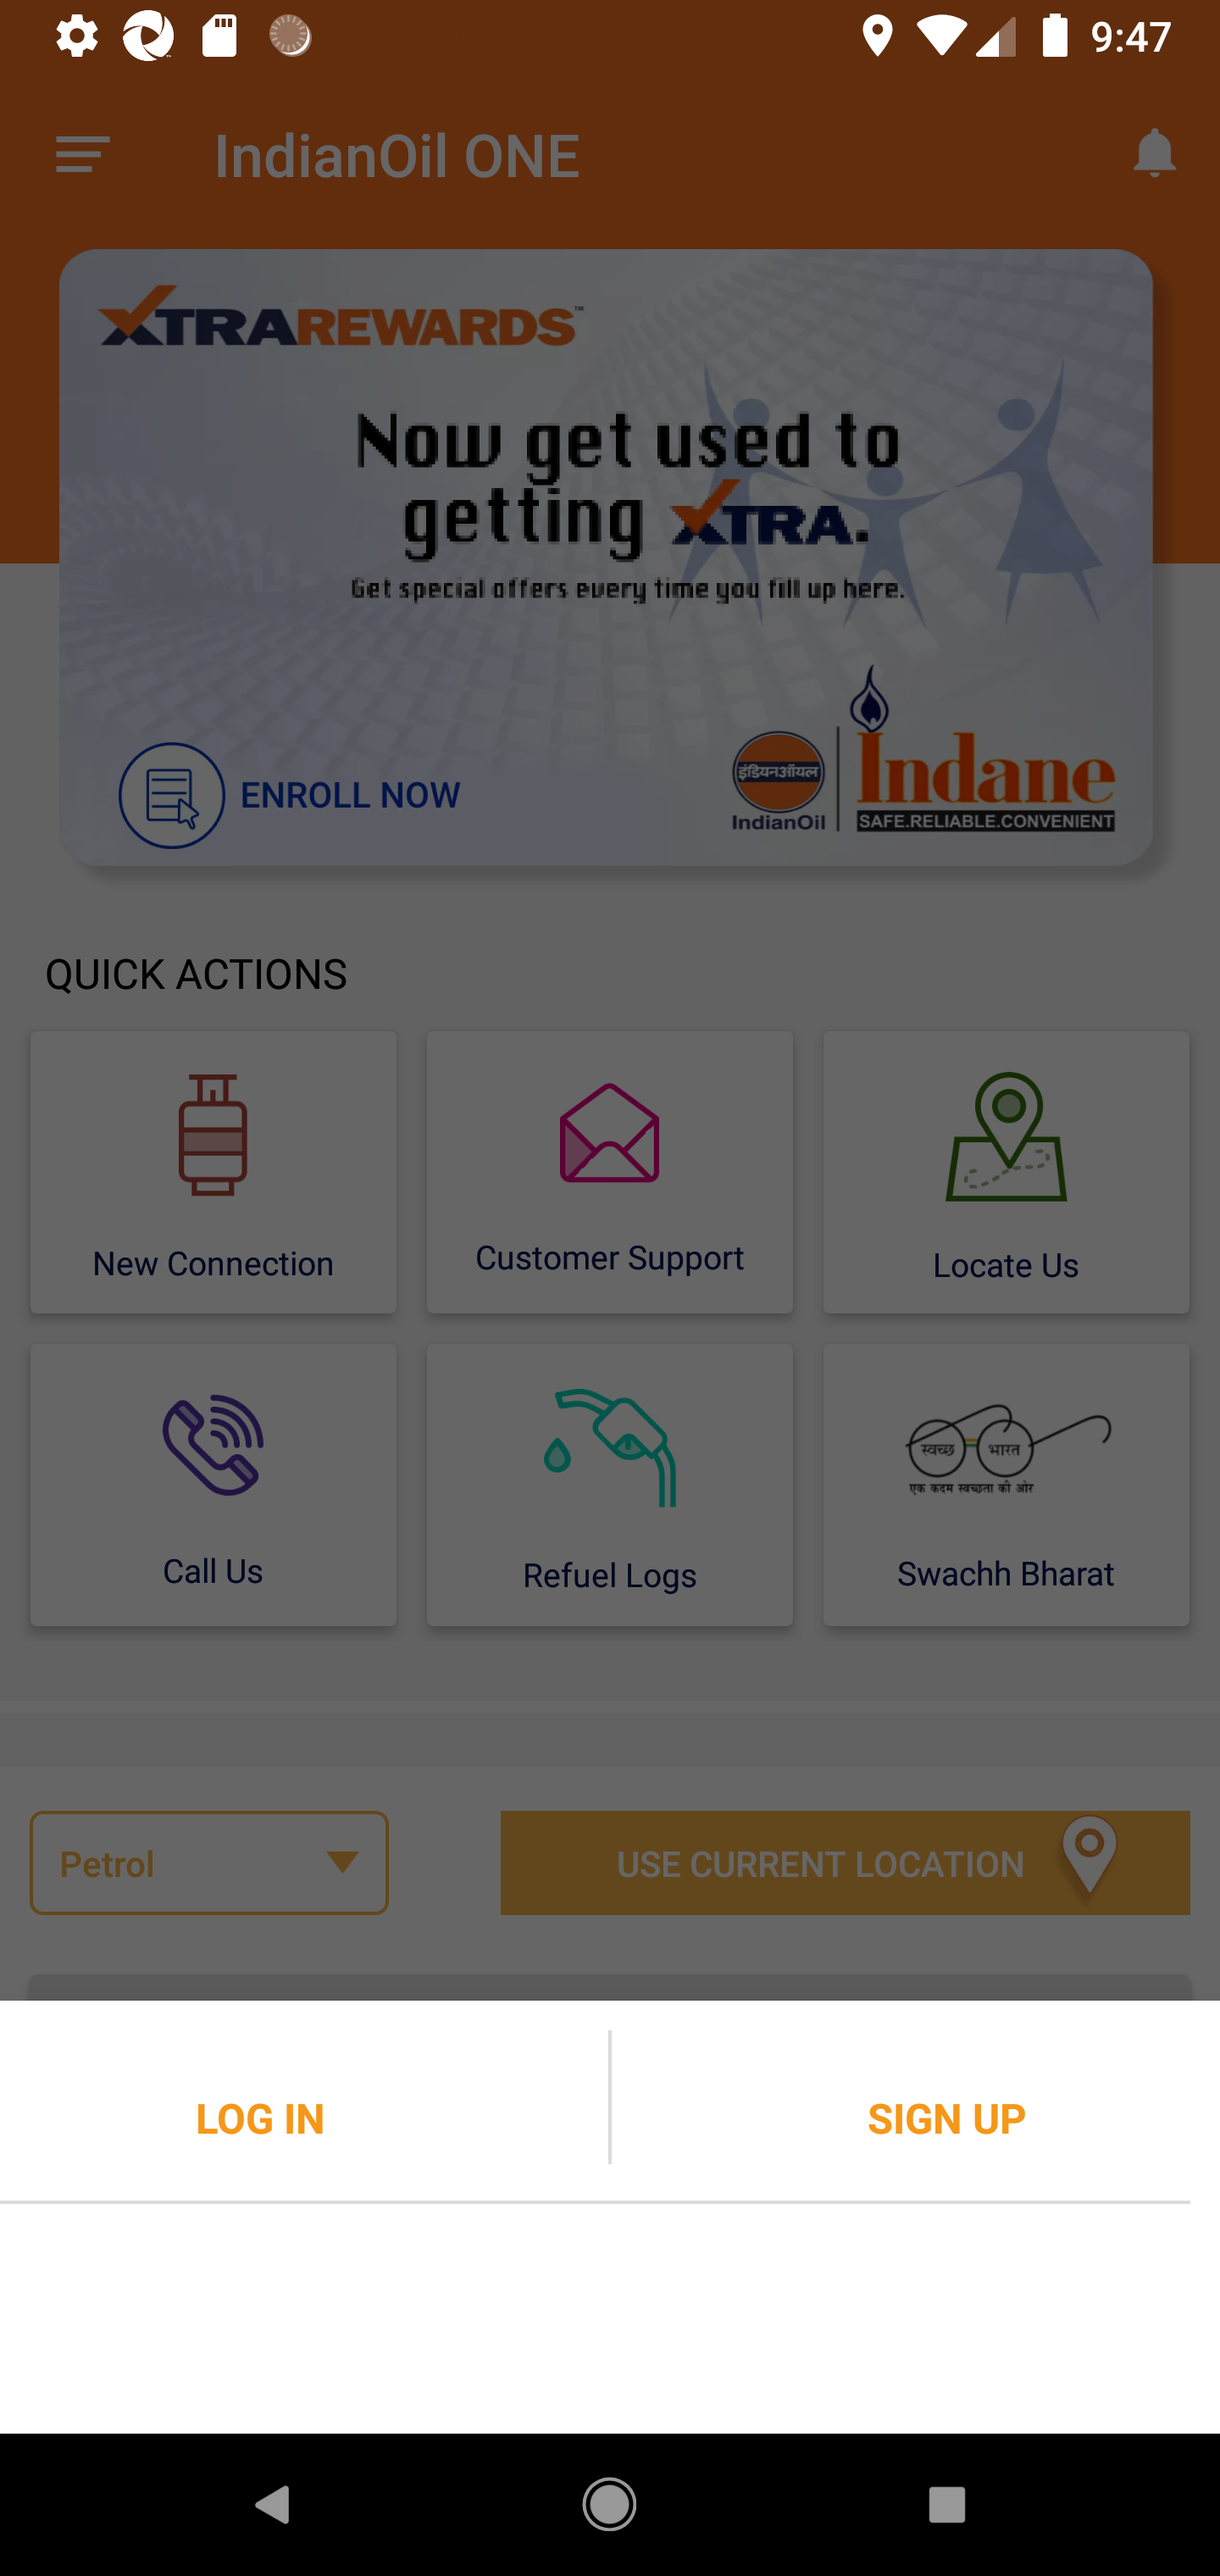 9:47
IndianOil ONE
XTRAREWARDS™
Now get used to
getting XTRA.
Get special offers every time you fill up here.
ENROLL NOW
इंडियनऑयल
IndianOil
Indane
SAFE.RELIABLE.CONVENIENT
QUICK ACTIONS
New Connection
Customer Support
Locate Us
स्वच्छ भारत
एक कदम स्वच्छता की ओर
Call Us
Refuel Logs
Swachh Bharat
Petrol
USE CURRENT LOCATION
LOG IN
SIGN UP